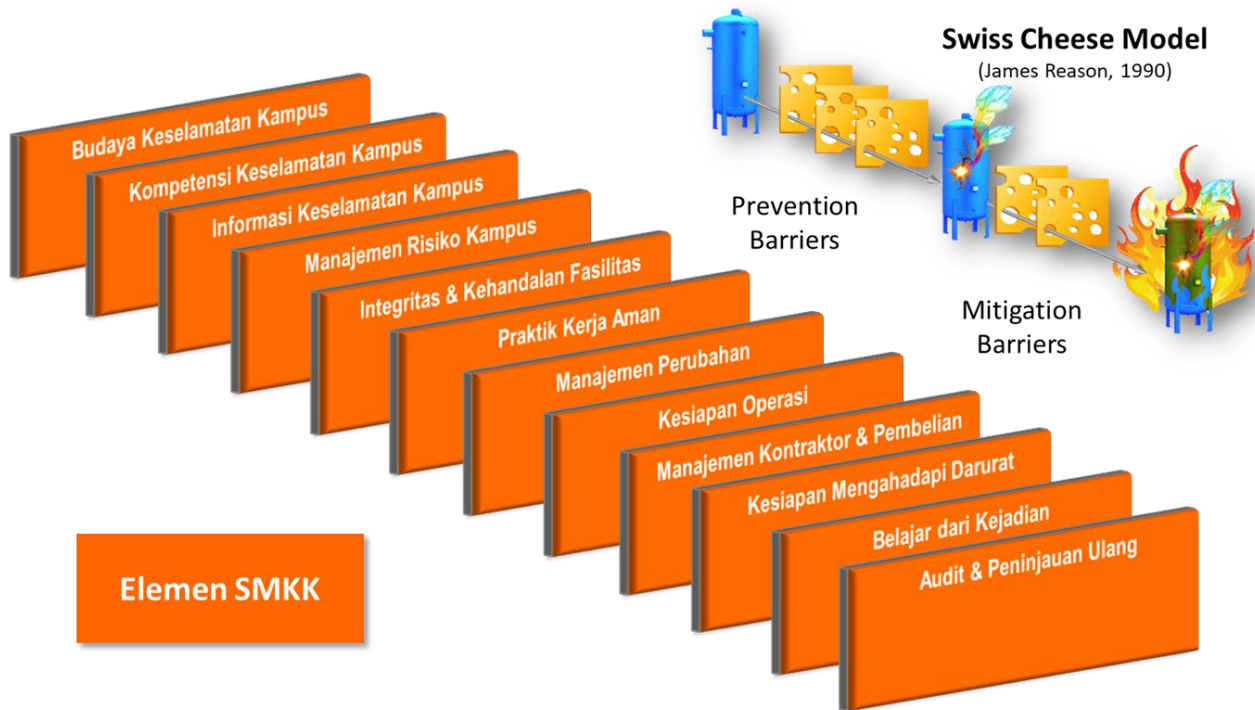 Swiss Cheese Model
(James Reason, 1990)
Prevention
Barriers
Mitigation
Barriers
Budaya Keselamatan Kampus
Kompetensi Keselamatan Kampus
Informasi Keselamatan Kampus
Manajemen Risiko Kampus
Integritas & Kehandalan Fasilitas
Praktik Kerja Aman
Manajemen Perubahan
Kesiapan Operasi
Manajemen Kontraktor & Pembelian
Kesiapan Mengahadapi Darurat
Belajar dari Kejadian
Audit & Peninjauan Ulang
Elemen SMKK